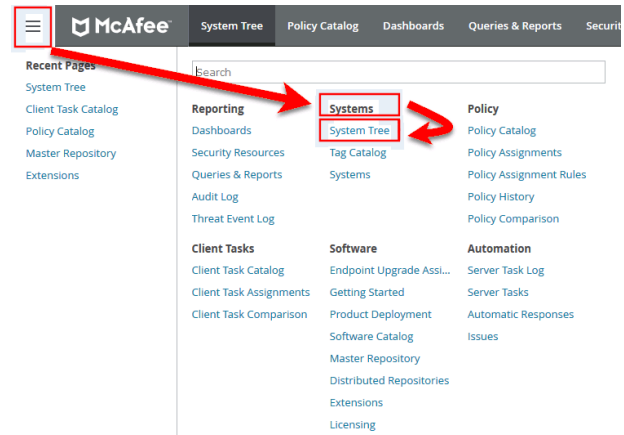 McAfee™ System Tree Policy Catalog Dashboards Queries & Reports Securit
Recent Pages
System Tree
Client Task Catalog
Policy Catalog
Master Repository
Extensions
Search
Reporting
Dashboards
Security Resources
Queries & Reports
Audit Log
Threat Event Log
Systems
System Tree
Tag Catalog
Systems
Policy
Policy Catalog
Policy Assignments
Policy Assignment Rules
Policy History
Policy Comparison
Client Tasks
Client Task Catalog
Client Task Assignments
Client Task Comparison
Software
Endpoint Upgrade Assi...
Getting Started
Product Deployment
Software Catalog
Master Repository
Distributed Repositories
Extensions
Licensing
Automation
Server Task Log
Server Tasks
Automatic Responses
Issues